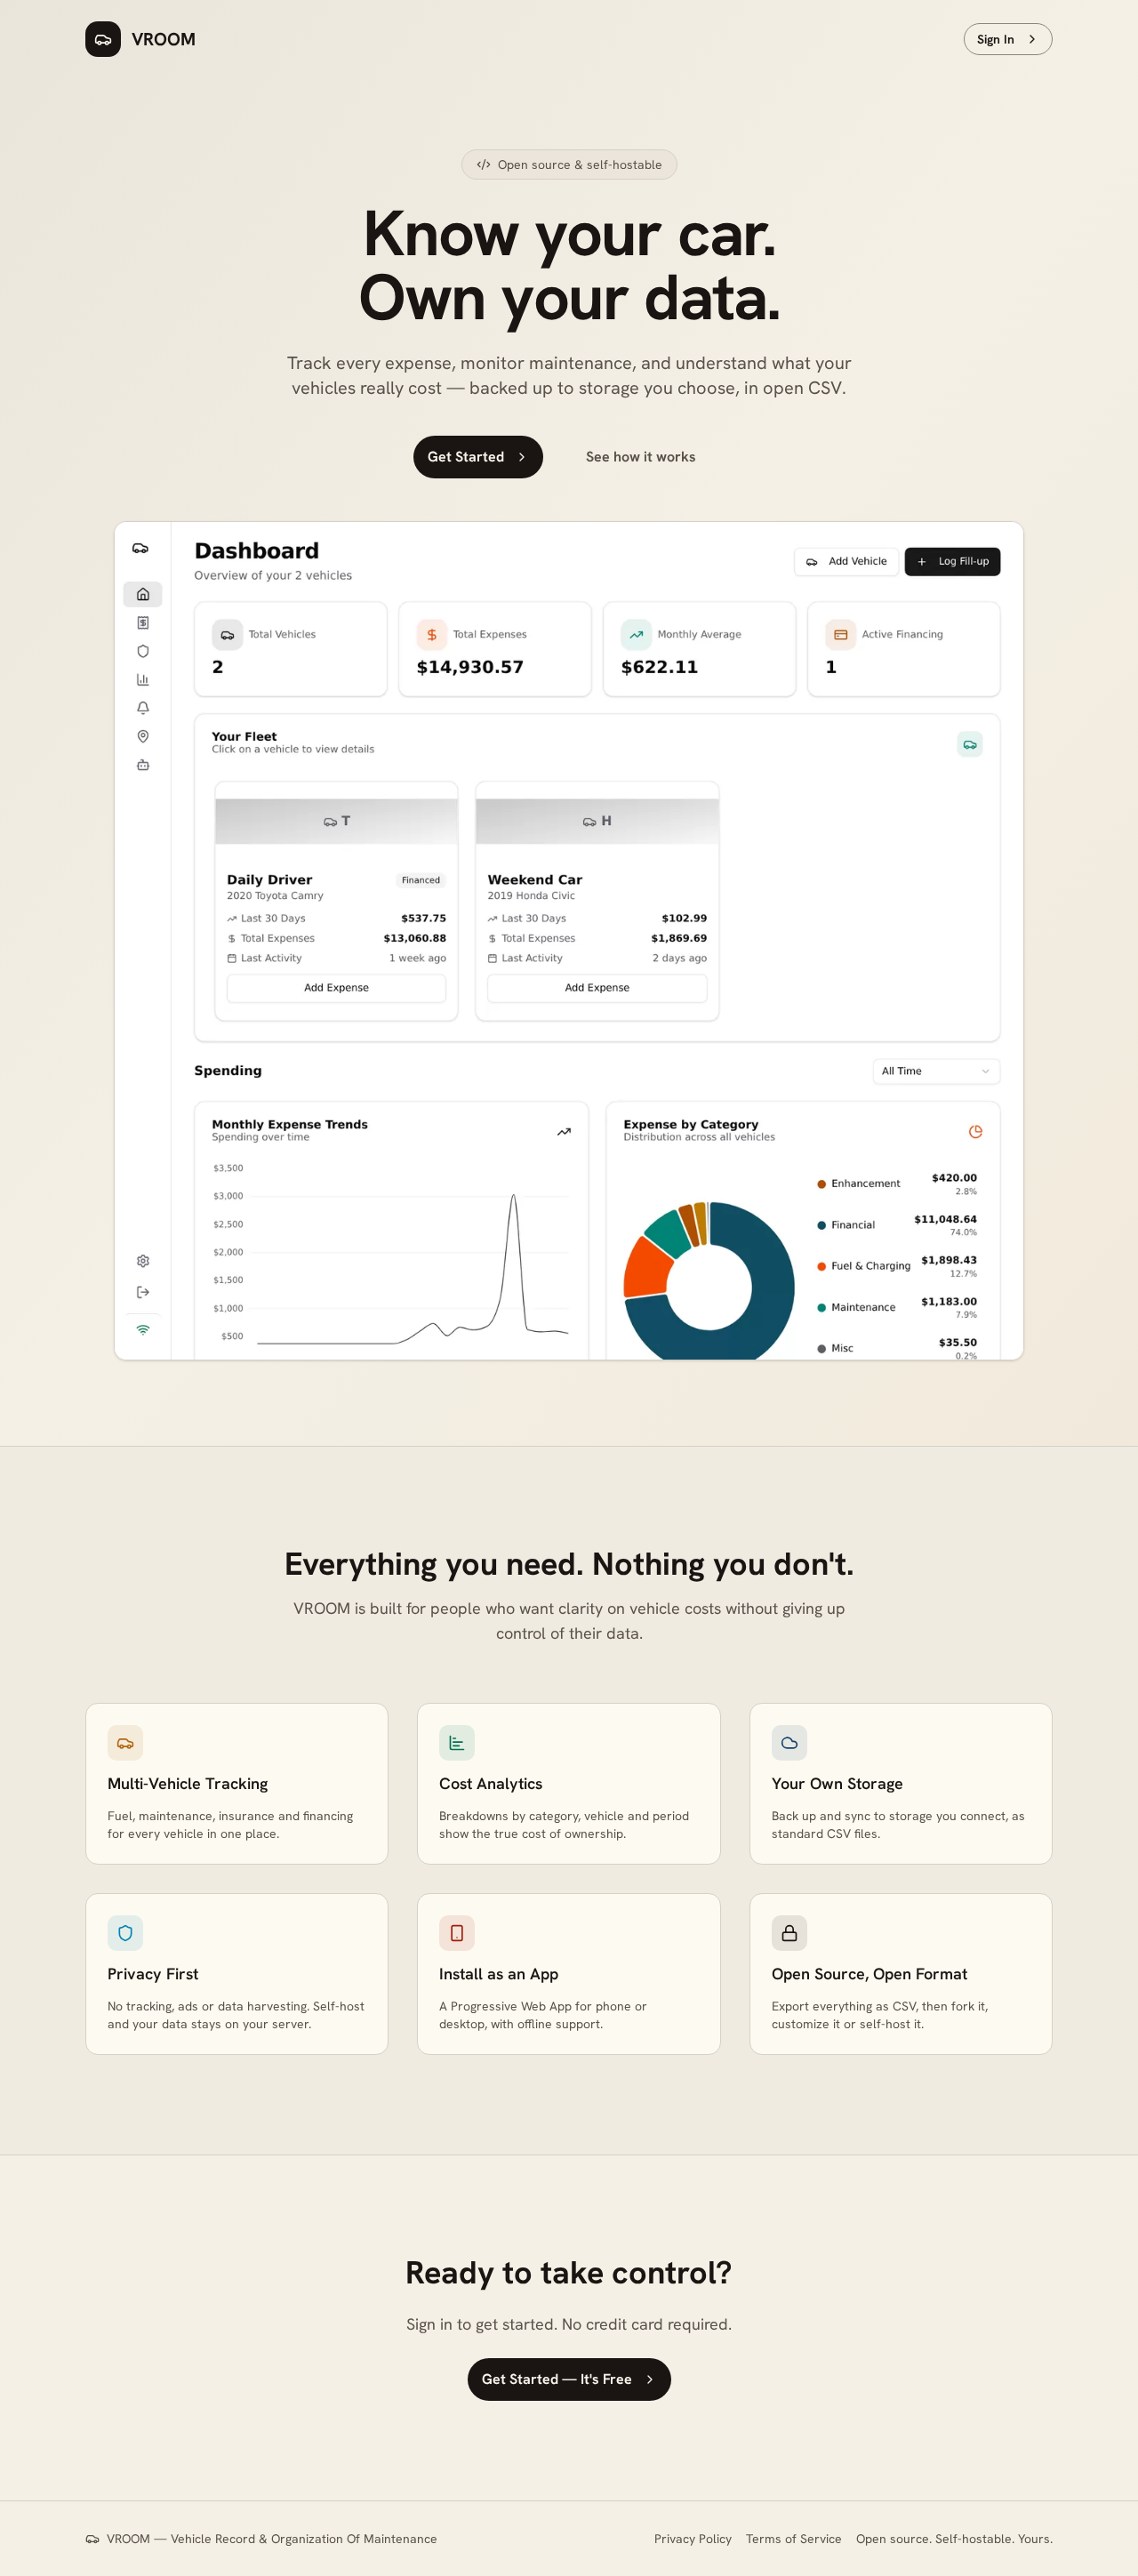 VROOM
Sign In
Open source & self-hostable
Know your car.
Own your data.
Track every expense, monitor maintenance, and understand what your
vehicles really cost — backed up to storage you choose, in open CSV.
Get Started
See how it works
Dashboard
Overview of your 2 vehicles
Add Vehicle
Log Fill-up
Total Vehicles
2
Total Expenses
$14,930.57
Monthly Average
$622.11
Active Financing
1
Your Fleet
Click on a vehicle to view details
T
Daily Driver
Financed
2020 Toyota Camry
Last 30 Days $537.75
Total Expenses $13,060.88
Last Activity 1 week ago
Add Expense
H
Weekend Car
2019 Honda Civic
Last 30 Days $102.99
Total Expenses $1,869.69
Last Activity 2 days ago
Add Expense
Spending
All Time
Monthly Expense Trends
Spending over time
$3,500
$3,000
$2,500
$2,000
$1,500
$1,000
$500
Expense by Category
Distribution across all vehicles
Enhancement $420.00
2.8%
Financial $11,048.64
74.0%
Fuel & Charging $1,898.43
12.7%
Maintenance $1,183.00
7.9%
Misc $35.50
0.2%
Everything you need. Nothing you don't.
VROOM is built for people who want clarity on vehicle costs without giving up
control of their data.
Multi-Vehicle Tracking
Fuel, maintenance, insurance and financing
for every vehicle in one place.
Cost Analytics
Breakdowns by category, vehicle and period
show the true cost of ownership.
Your Own Storage
Back up and sync to storage you connect, as
standard CSV files.
Privacy First
No tracking, ads or data harvesting. Self-host
and your data stays on your server.
Install as an App
A Progressive Web App for phone or
desktop, with offline support.
Open Source, Open Format
Export everything as CSV, then fork it,
customize it or self-host it.
Ready to take control?
Sign in to get started. No credit card required.
Get Started — It's Free
VROOM — Vehicle Record & Organization Of Maintenance
Privacy Policy
Terms of Service
Open source. Self-hostable. Yours.